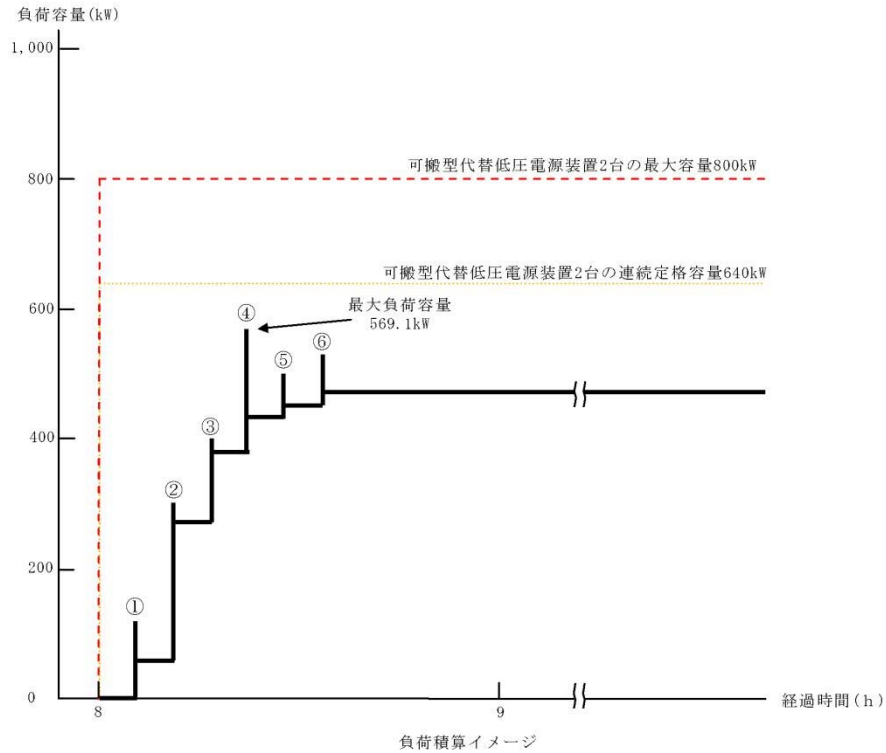 負荷容量(kW)
1,000
可搬型代替低圧電源装置2台の最大容量800kW
800
可搬型代替低圧電源装置2台の連続定格容量640kW
600
④
最大負荷容量
569.1kW
⑤
⑥
③
400
②
200
①
0
8
9
経過時間(h)
負荷積算イメージ